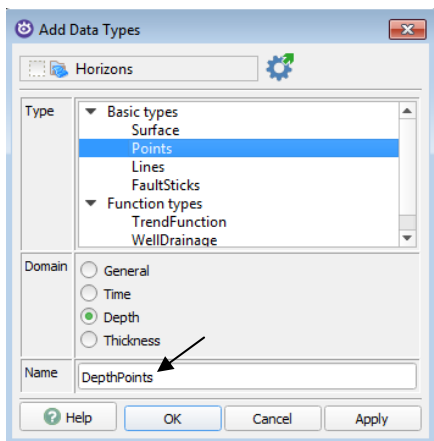 Add Data Types
Horizons
Type
Basic types
Surface
Points
Lines
FaultSticks
Function types
TrendFunction
WellDrainage
Domain
General
Time
Depth
Thickness
Name
DepthPoints
Help
OK
Cancel
Apply